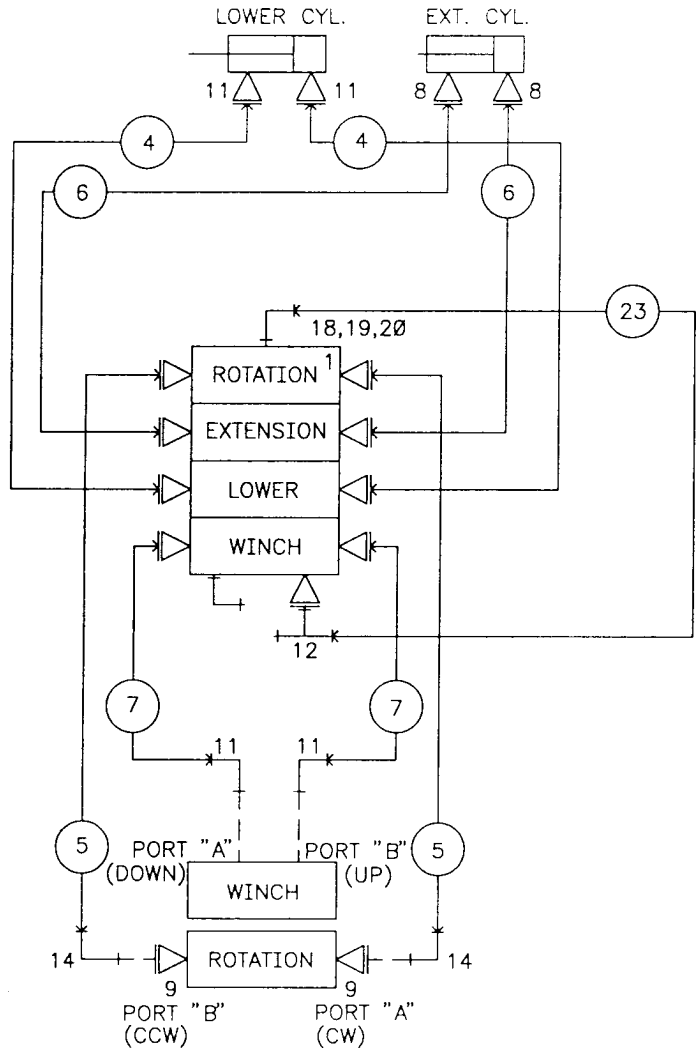 LOWER CYL.
EXT. CYL.
11
11
8
8
4
4
6
6
23
18,19,20
ROTATION
1
EXTENSION
LOWER
WINCH
12
7
7
11
11
5
5
PORT "A"
(DOWN)
PORT "B"
(UP)
WINCH
14
ROTATION
14
9
9
PORT "B"
(CCW)
PORT "A"
(CW)